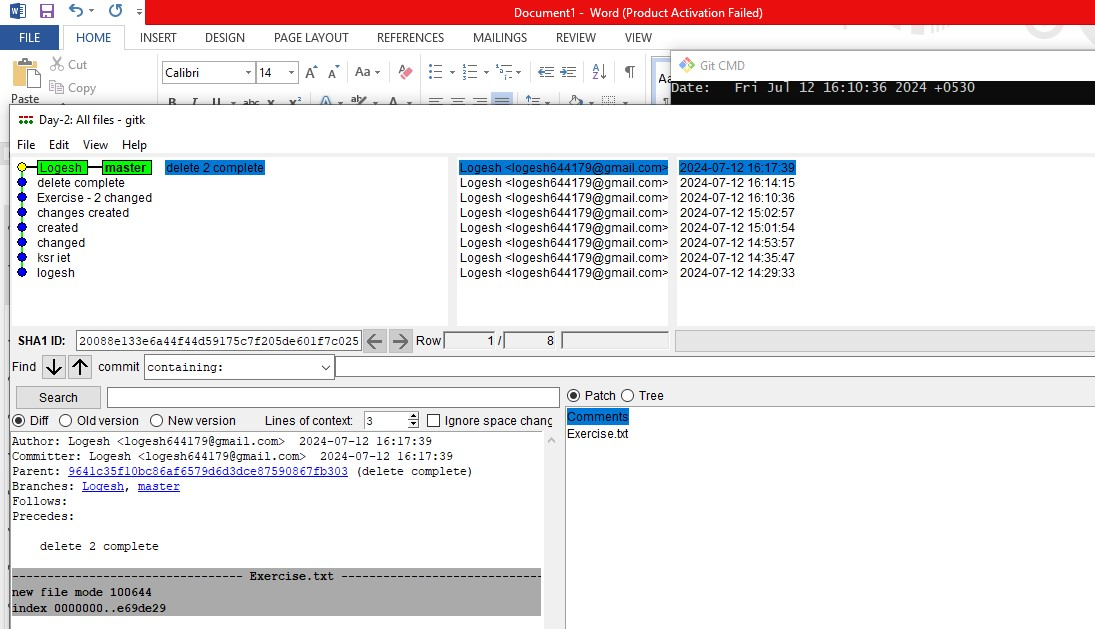 Document1 - Word (Product Activation Failed)
FILE HOME INSERT DESIGN PAGE LAYOUT REFERENCES MAILINGS REVIEW VIEW
Cut
Copy
Paste
Calibri 14 Aa
Git CMD
Date: Fri Jul 12 16:10:36 2024 +0530
Day-2: All files - gitk
File Edit View Help
Logesh master delete 2 complete Logesh <logesh644179@gmail.com> 2024-07-12 16:17:39
delete complete Logesh <logesh644179@gmail.com> 2024-07-12 16:14:15
Exercise - 2 changed Logesh <logesh644179@gmail.com> 2024-07-12 16:10:36
changes created Logesh <logesh644179@gmail.com> 2024-07-12 15:02:57
created Logesh <logesh644179@gmail.com> 2024-07-12 15:01:54
changed Logesh <logesh644179@gmail.com> 2024-07-12 14:53:57
ksr iet Logesh <logesh644179@gmail.com> 2024-07-12 14:35:47
logesh Logesh <logesh644179@gmail.com> 2024-07-12 14:29:33
SHA1 ID: 20088e133e6a44f44d59175c7f205de601f7c025 Row 1 / 8
Find commit containing:
Search
Patch Tree
Diff Old version New version Lines of context: 3 Ignore space chang
Comments
Exercise.txt
Author: Logesh <logesh644179@gmail.com> 2024-07-12 16:17:39
Committer: Logesh <logesh644179@gmail.com> 2024-07-12 16:17:39
Parent: 9641c35f10bc86af6579d6d3dce87590867fb303 (delete complete)
Branches: Logesh, master
Follows:
Precedes:
delete 2 complete
------------------------------- Exercise.txt -------------------------------
new file mode 100644
index 0000000..e69de29